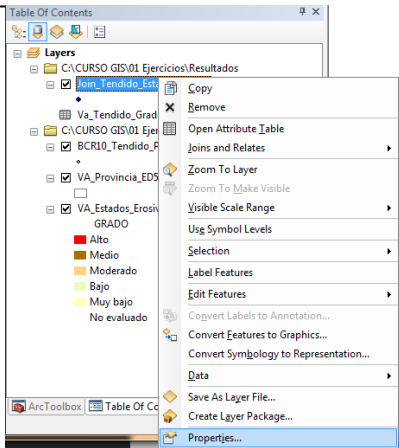 Table Of Contents
Layers
C:\CURSO GIS\01 Ejercicios\Resultados
Join_Tendido_Esta
Va_Tendido_Grad
C:\CURSO GIS\01 Ejer
BCR10_Tendido_P
VA_Provincia_ED5
VA_Estados_Erosiv
GRADO
Alto
Medio
Moderado
Bajo
Muy bajo
No evaluado
ArcToolbox
Table Of Co
Copy
Remove
Open Attribute Table
Joins and Relates
Zoom To Layer
Zoom To Make Visible
Visible Scale Range
Use Symbol Levels
Selection
Label Features
Edit Features
Convert Labels to Annotation...
Convert Features to Graphics...
Convert Symbology to Representation...
Data
Save As Layer File...
Create Layer Package...
Properties...